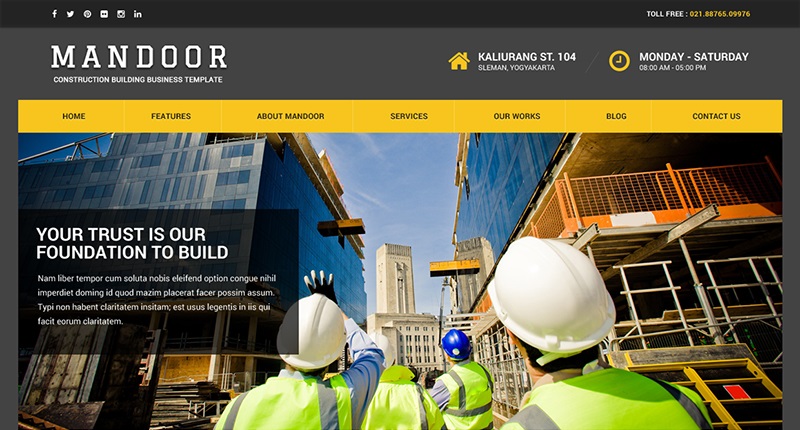 TOLL FREE : 021.88765.09976
MANDOOR
CONSTRUCTION BUILDING BUSINESS TEMPLATE
KALIURANG ST. 104
SLEMAN, YOGYAKARTA
MONDAY - SATURDAY
08:00 AM - 05:00 PM
HOME
FEATURES
ABOUT MANDOOR
SERVICES
OUR WORKS
BLOG
CONTACT US
YOUR TRUST IS OUR
FOUNDATION TO BUILD
Nam liber tempor cum soluta nobis eleifend option congue nihil
imperdiet doming id quod mazim placerat facer possim assum.
Typi non habent claritatem insitam; est usus legentis in iis qui
facit eorum claritatem.